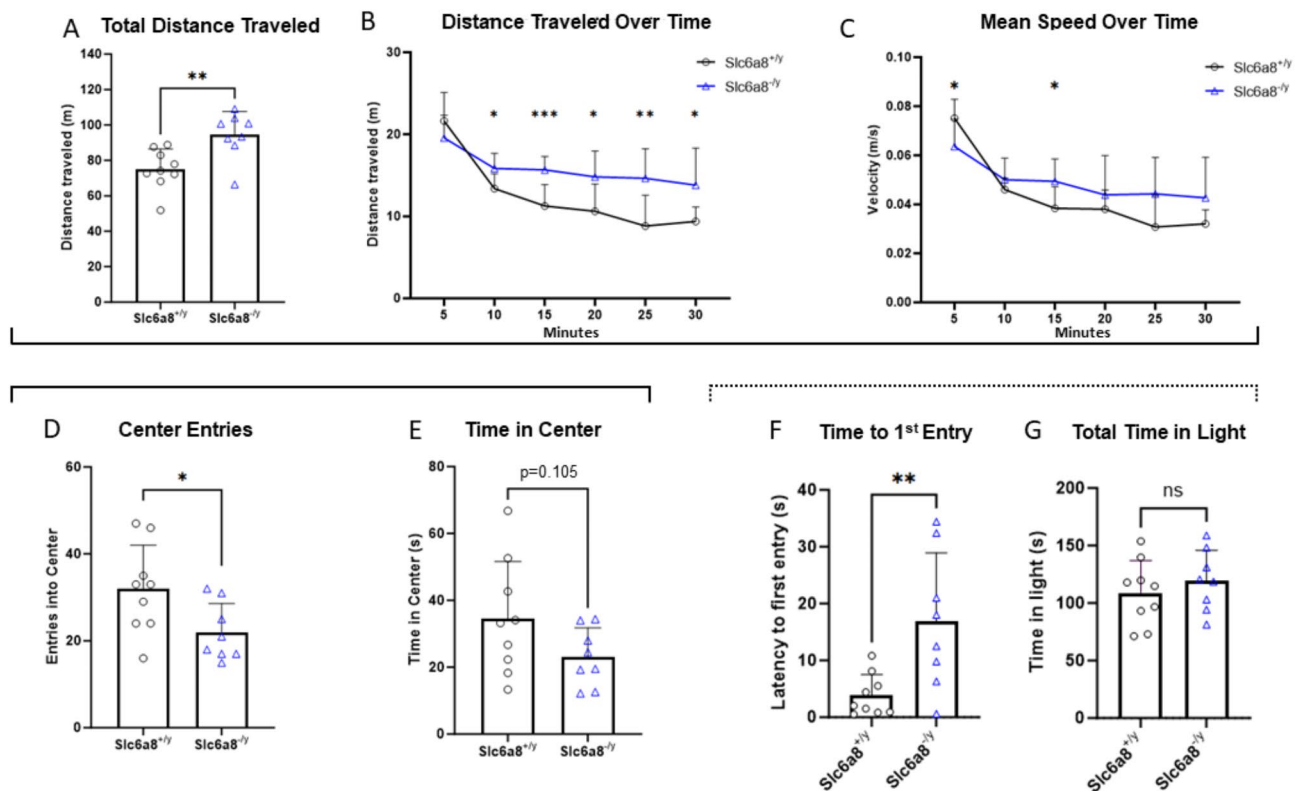 A Total Distance Traveled
**
Distance traveled (m)
140
120
100
80
60
40
20
0
Slc6a8+/y Slc6a8-/y
B Distance Traveled Over Time
Slc6a8+/y
Slc6a8-/y
* *** * ** *
Distance traveled (m)
30
20
10
0
5 10 15 20 25 30
Minutes
C Mean Speed Over Time
Slc6a8+/y
Slc6a8-/y
* *
Velocity (m/s)
0.10
0.08
0.06
0.04
0.02
0.00
5 10 15 20 25 30
Minutes
D Center Entries
*
Entries into Center
60
40
20
0
Slc6a8+/y Slc6a8-/y
E Time in Center
p=0.105
Time in Center (s)
80
60
40
20
0
Slc6a8+/y Slc6a8-/y
F Time to 1st Entry
**
Latency to first entry (s)
40
30
20
10
0
Slc6a8+/y Slc6a8-/y
G Total Time in Light
ns
Time in light (s)
200
150
100
50
0
Slc6a8+/y Slc6a8-/y